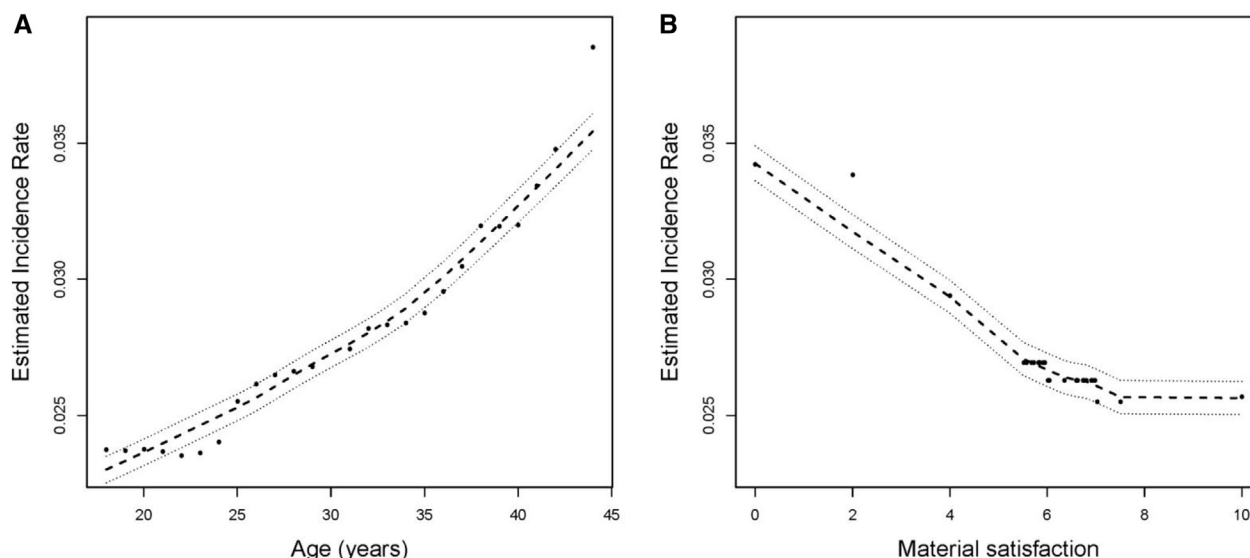 A
Estimated Incidence Rate
0.035
0.030
0.025
20 25 30 35 40 45
Age (years)
B
Estimated Incidence Rate
0.035
0.030
0.025
0 2 4 6 8 10
Material satisfaction